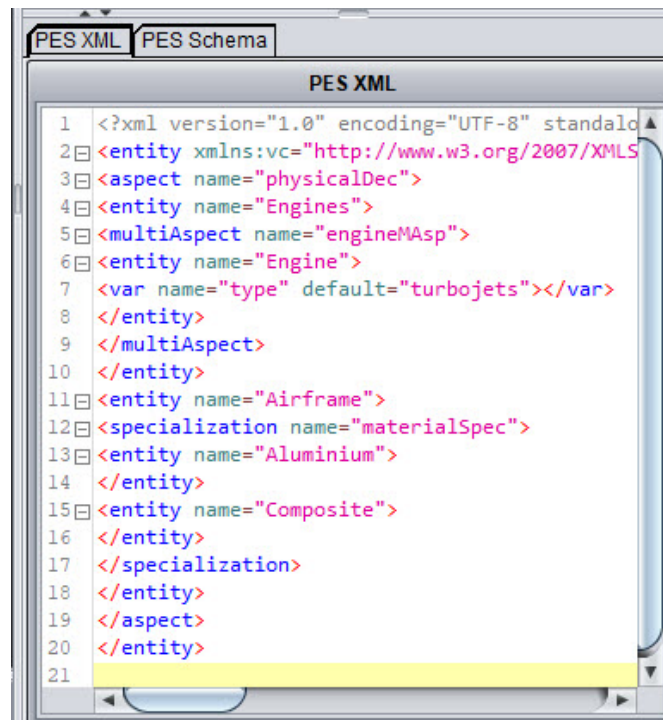 PES XML PES Schema
PES XML
1 <?xml version="1.0" encoding="UTF-8" standalo
2 <entity xmlns:vc="http://www.w3.org/2007/XMLS
3 <aspect name="physicalDec">
4 <entity name="Engines">
5 <multiAspect name="engineMAsp">
6 <entity name="Engine">
7 <var name="type" default="turbojets"></var>
8 </entity>
9 </multiAspect>
10 </entity>
11 <entity name="Airframe">
12 <specialization name="materialSpec">
13 <entity name="Aluminium">
14 </entity>
15 <entity name="Composite">
16 </entity>
17 </specialization>
18 </entity>
19 </aspect>
20 </entity>
21